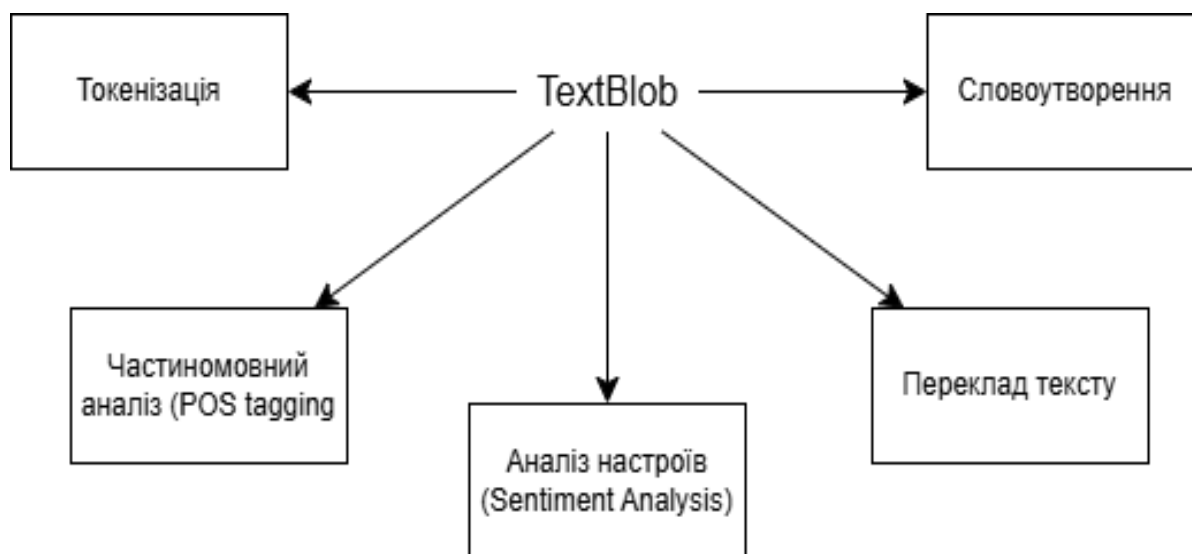 Токенізація
TextBlob
Словоутворення
Частиномовний
аналіз (POS tagging
Переклад тексту
Аналіз настроїв
(Sentiment Analysis)